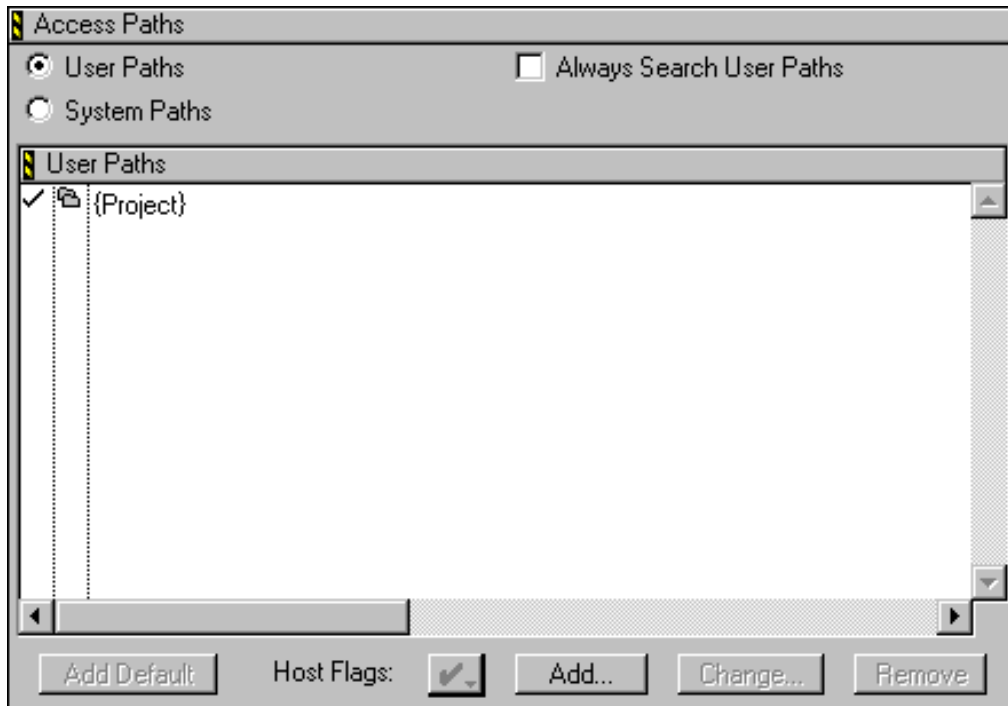 Access Paths
User Paths
Always Search User Paths
System Paths
User Paths
{Project}
Add Default
Host Flags:
Add...
Change...
Remove